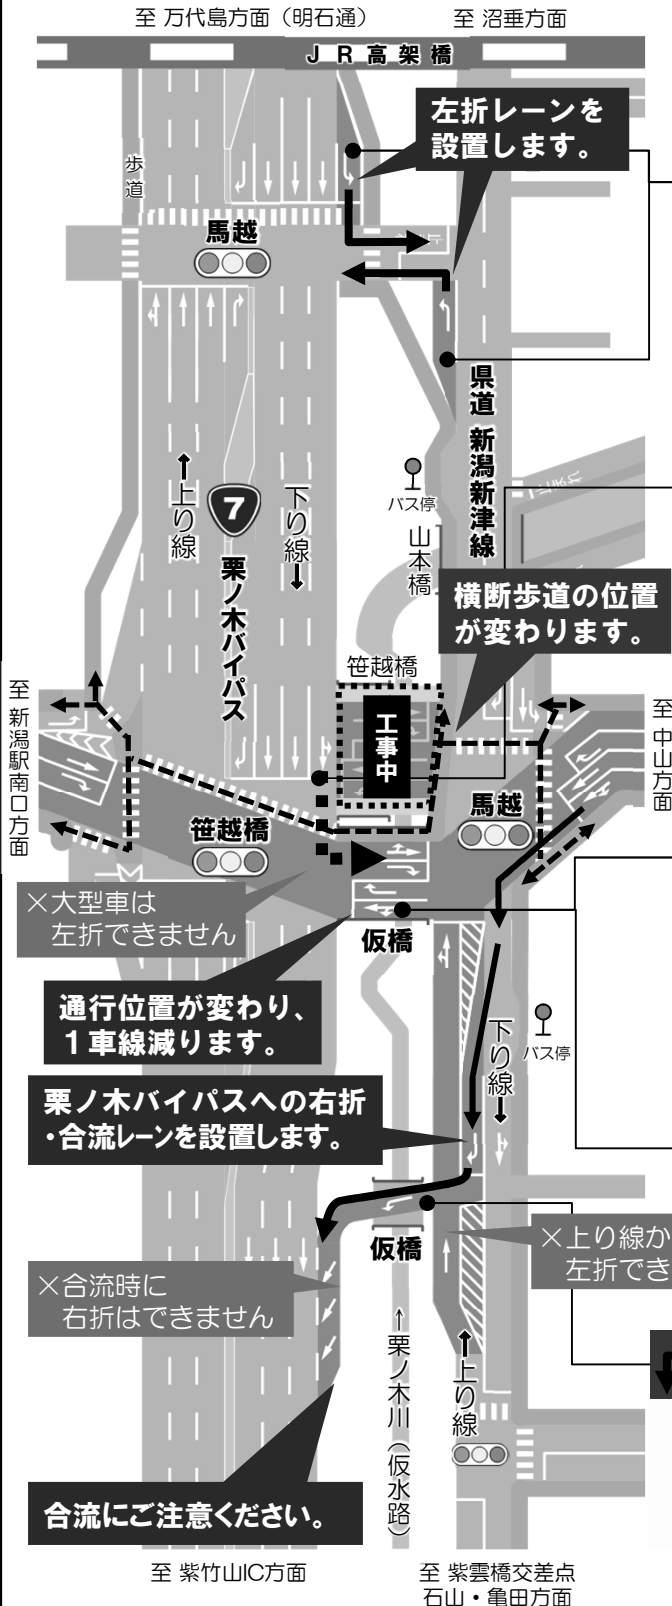 至 万代島方面（明石通）
至 沼垂方面
ＪＲ高架橋
左折レーンを
設置します。
歩道
馬越
県道 新潟新津線
バス停
山本橋
↑上り線
7
栗ノ木バイパス
下り線↓
横断歩道の位置
が変わります。
笹越橋
工事中
至 新潟駅南口方面
至 中山方面
馬越
笹越橋
×大型車は
左折できません
仮橋
通行位置が変わり、
１車線減ります。
バス停
下り線↓
栗ノ木バイパスへの右折
・合流レーンを設置します。
仮橋
×上り線か
左折でき
×合流時に
右折はできません
↑栗ノ木川（仮水路）
↑上り線
合流にご注意ください。
至 紫竹山IC方面
至 紫雲橋交差点
石山・亀田方面